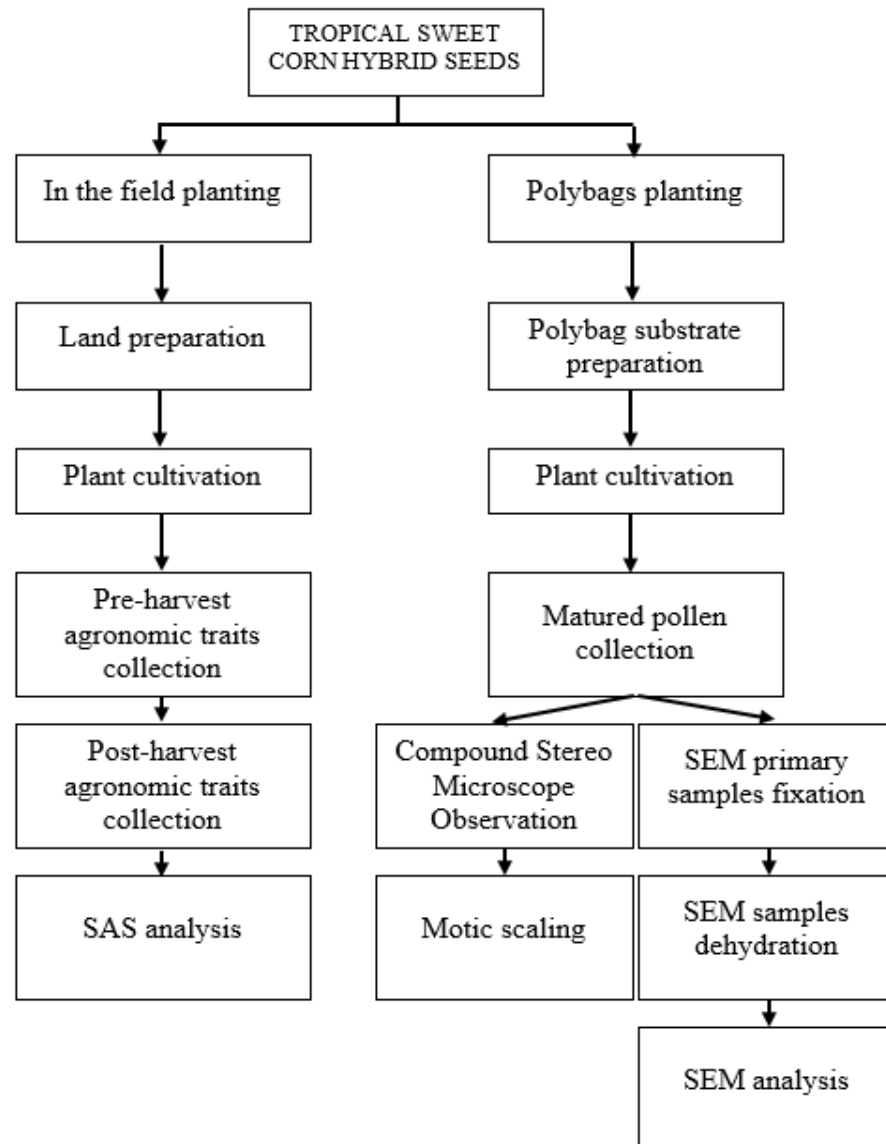 TROPICAL SWEET
CORN HYBRID SEEDS
In the field planting
Polybags planting
Land preparation
Polybag substrate
preparation
Plant cultivation
Plant cultivation
Pre-harvest
agronomic traits
collection
Matured pollen
collection
Post-harvest
agronomic traits
collection
Compound Stereo
Microscope
Observation
SEM primary
samples fixation
SAS analysis
Motic scaling
SEM samples
dehydration
SEM analysis